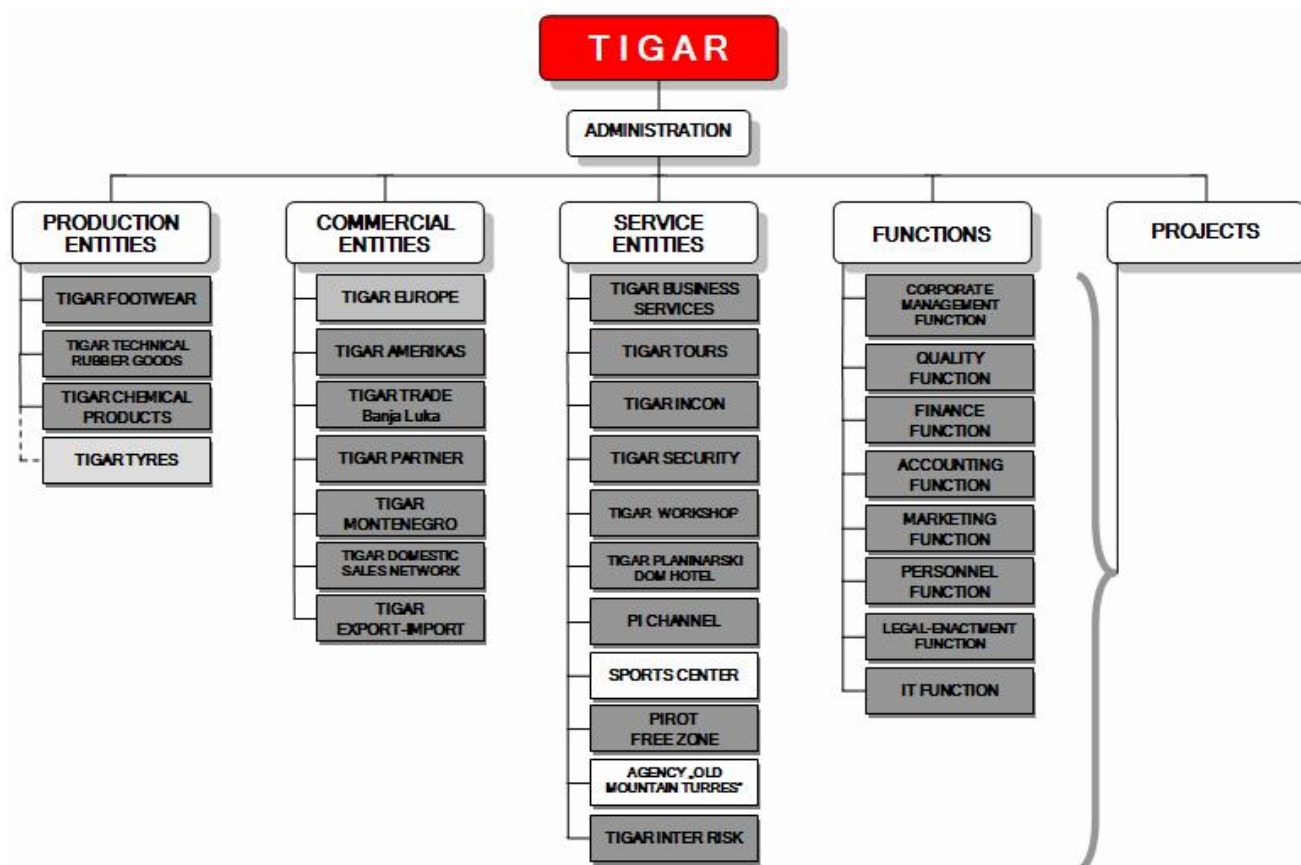 TIGAR
ADMINISTRATION
PRODUCTION
ENTITIES
TIGAR FOOTWEAR
TIGAR TECHNICAL
RUBBER GOODS
TIGAR CHEMICAL
PRODUCTS
TIGAR TYRES
COMMERCIAL
ENTITIES
TIGAR EUROPE
TIGAR AMERIKAS
TIGAR TRADE
Banja Luka
TIGAR PARTNER
TIGAR
MONTENEGRO
TIGAR DOMESTIC
SALES NETWORK
TIGAR
EXPORT-IMPORT
SERVICE
ENTITIES
TIGAR BUSINESS
SERVICES
TIGAR TOURS
TIGAR INCON
TIGAR SECURITY
TIGAR WORKSHOP
TIGAR PLANINARSKI
DOM HOTEL
PI CHANNEL
SPORTS CENTER
PIROT
FREE ZONE
AGENCY „OLD
MOUNTAIN TURRES“
TIGAR INTER RISK
FUNCTIONS
CORPORATE
MANAGEMENT
FUNCTION
QUALITY
FUNCTION
FINANCE
FUNCTION
ACCOUNTING
FUNCTION
MARKETING
FUNCTION
PERSONNEL
FUNCTION
LEGAL-ENACTMENT
FUNCTION
IT FUNCTION
PROJECTS